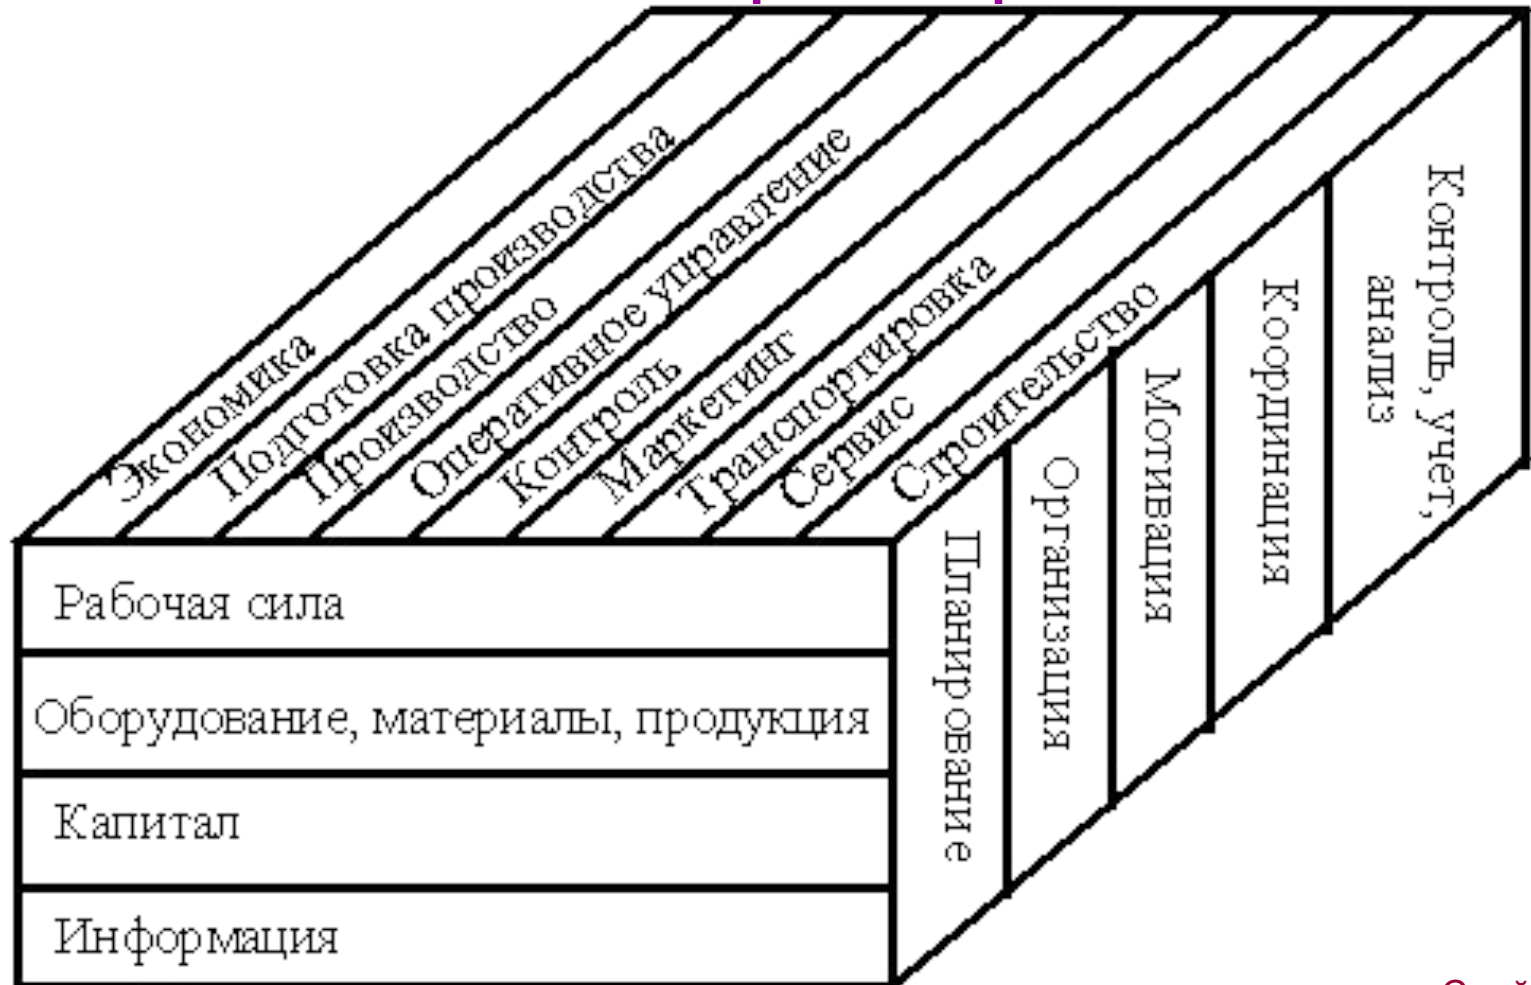 Экономика
Подготовка производства
Производство
Оперативное управление
Контроль
Маркетинг
Транспортировка
Сервис
Строительство
Рабочая сила
Оборудование, материалы, продукция
Капитал
Информация
Планирование
Организация
Мотивация
Координация
Контроль, учет,
анализ